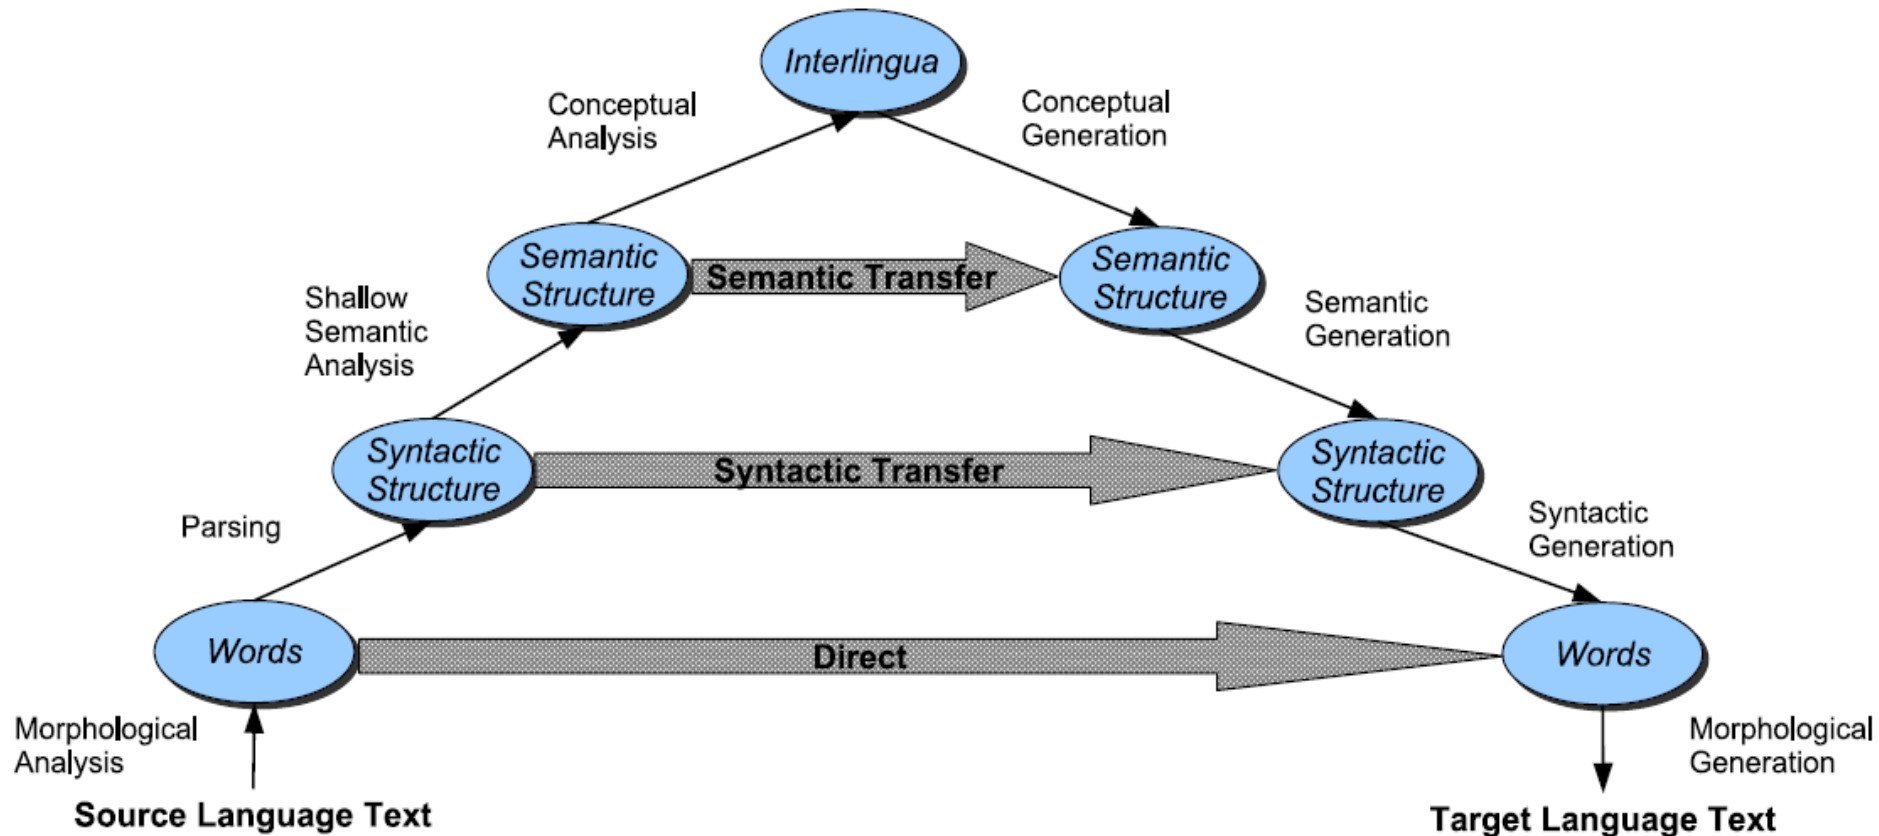 Interlingua
Conceptual
Analysis
Conceptual
Generation
Semantic
Structure
Semantic Transfer
Semantic
Structure
Shallow
Semantic
Analysis
Semantic
Generation
Syntactic
Structure
Syntactic Transfer
Syntactic
Structure
Parsing
Syntactic
Generation
Words
Direct
Words
Morphological
Analysis
Morphological
Generation
Source Language Text
Target Language Text